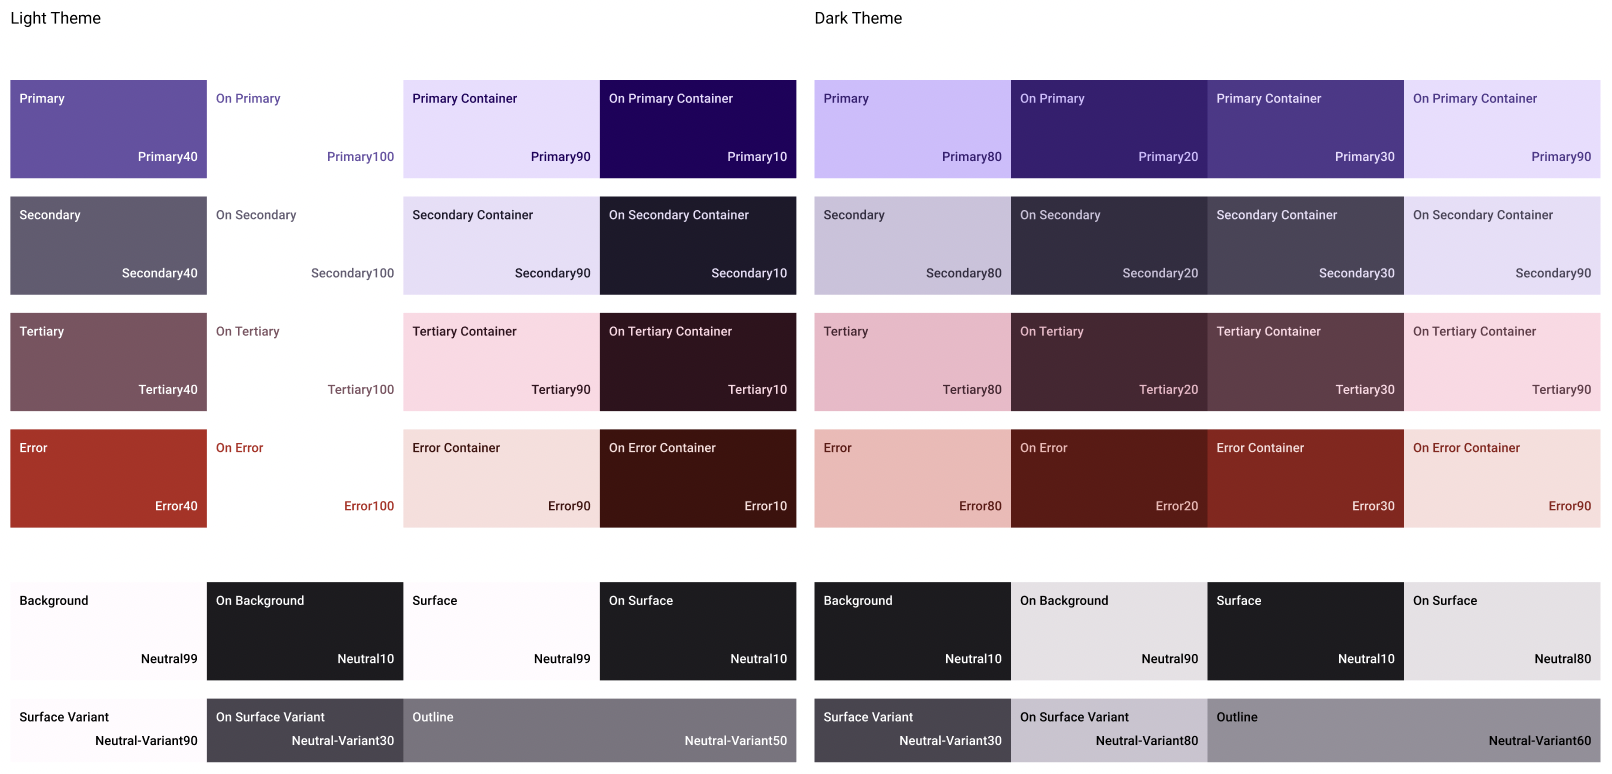 Light Theme
Dark Theme
Primary
On Primary
Primary Container
On Primary Container
Primary40
Primary100
Primary90
Primary10
Primary
On Primary
Primary Container
On Primary Container
Primary80
Primary20
Primary30
Primary90
Secondary
On Secondary
Secondary Container
On Secondary Container
Secondary40
Secondary100
Secondary90
Secondary10
Secondary
On Secondary
Secondary Container
On Secondary Container
Secondary80
Secondary20
Secondary30
Secondary90
Tertiary
On Tertiary
Tertiary Container
On Tertiary Container
Tertiary40
Tertiary100
Tertiary90
Tertiary10
Tertiary
On Tertiary
Tertiary Container
On Tertiary Container
Tertiary80
Tertiary20
Tertiary30
Tertiary90
Error
On Error
Error Container
On Error Container
Error40
Error100
Error90
Error10
Error
On Error
Error Container
On Error Container
Error80
Error20
Error30
Error90
Background
On Background
Surface
On Surface
Neutral99
Neutral10
Neutral99
Neutral10
Background
On Background
Surface
On Surface
Neutral10
Neutral90
Neutral10
Neutral80
Surface Variant
On Surface Variant
Outline
Neutral-Variant90
Neutral-Variant30
Neutral-Variant50
Surface Variant
On Surface Variant
Outline
Neutral-Variant30
Neutral-Variant80
Neutral-Variant60